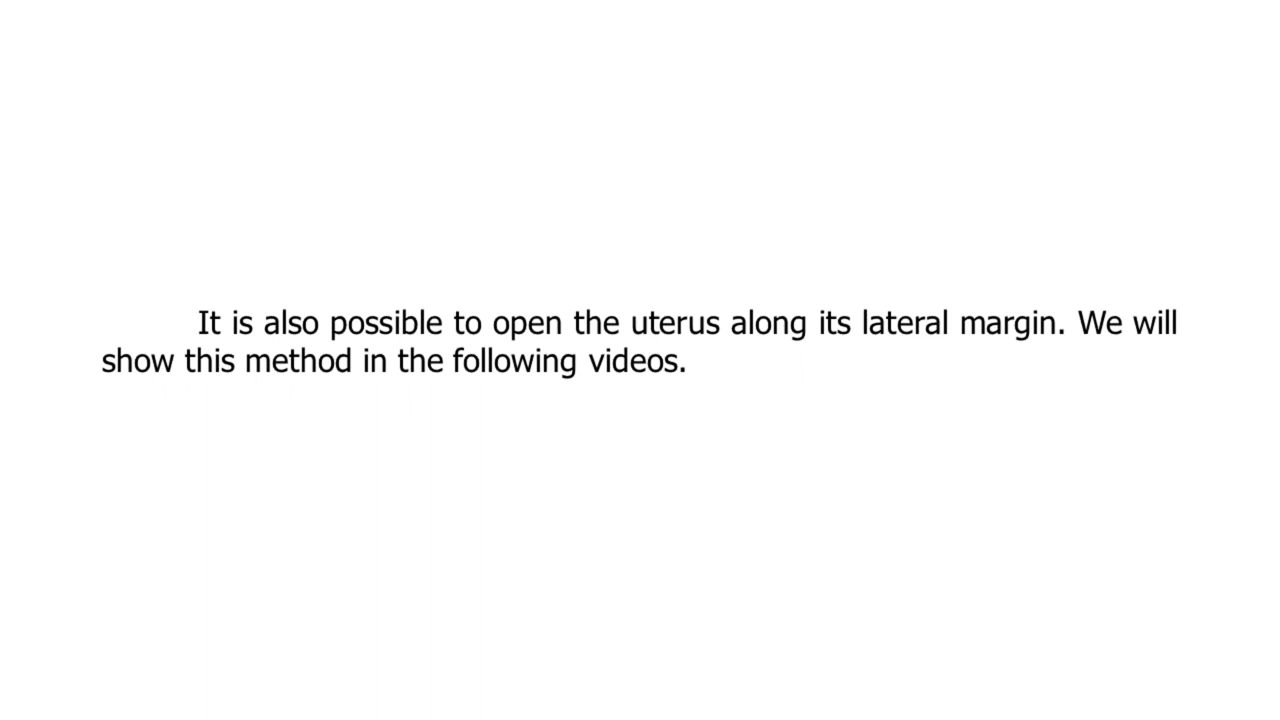 It is also possible to open the uterus along its lateral margin. We will
show this method in the following videos.